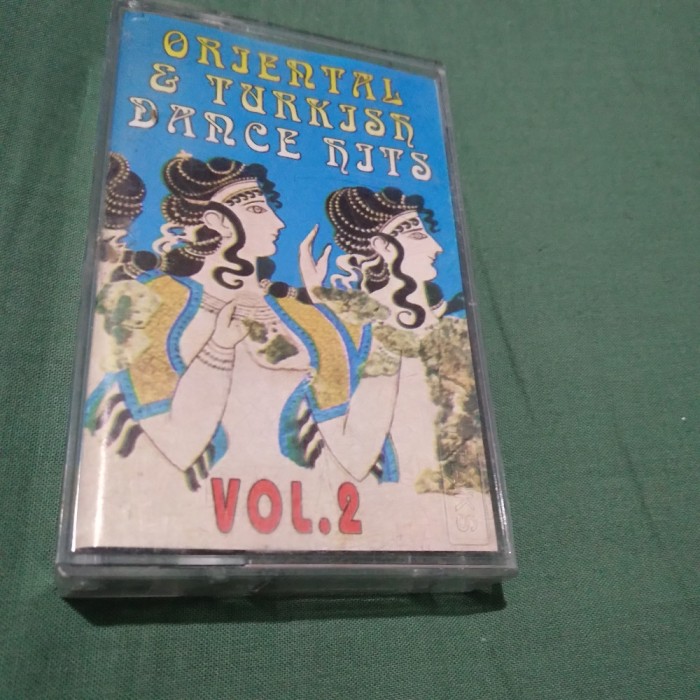 ORIENTAL
& TURKISH
DANCE HITS
VOL.2